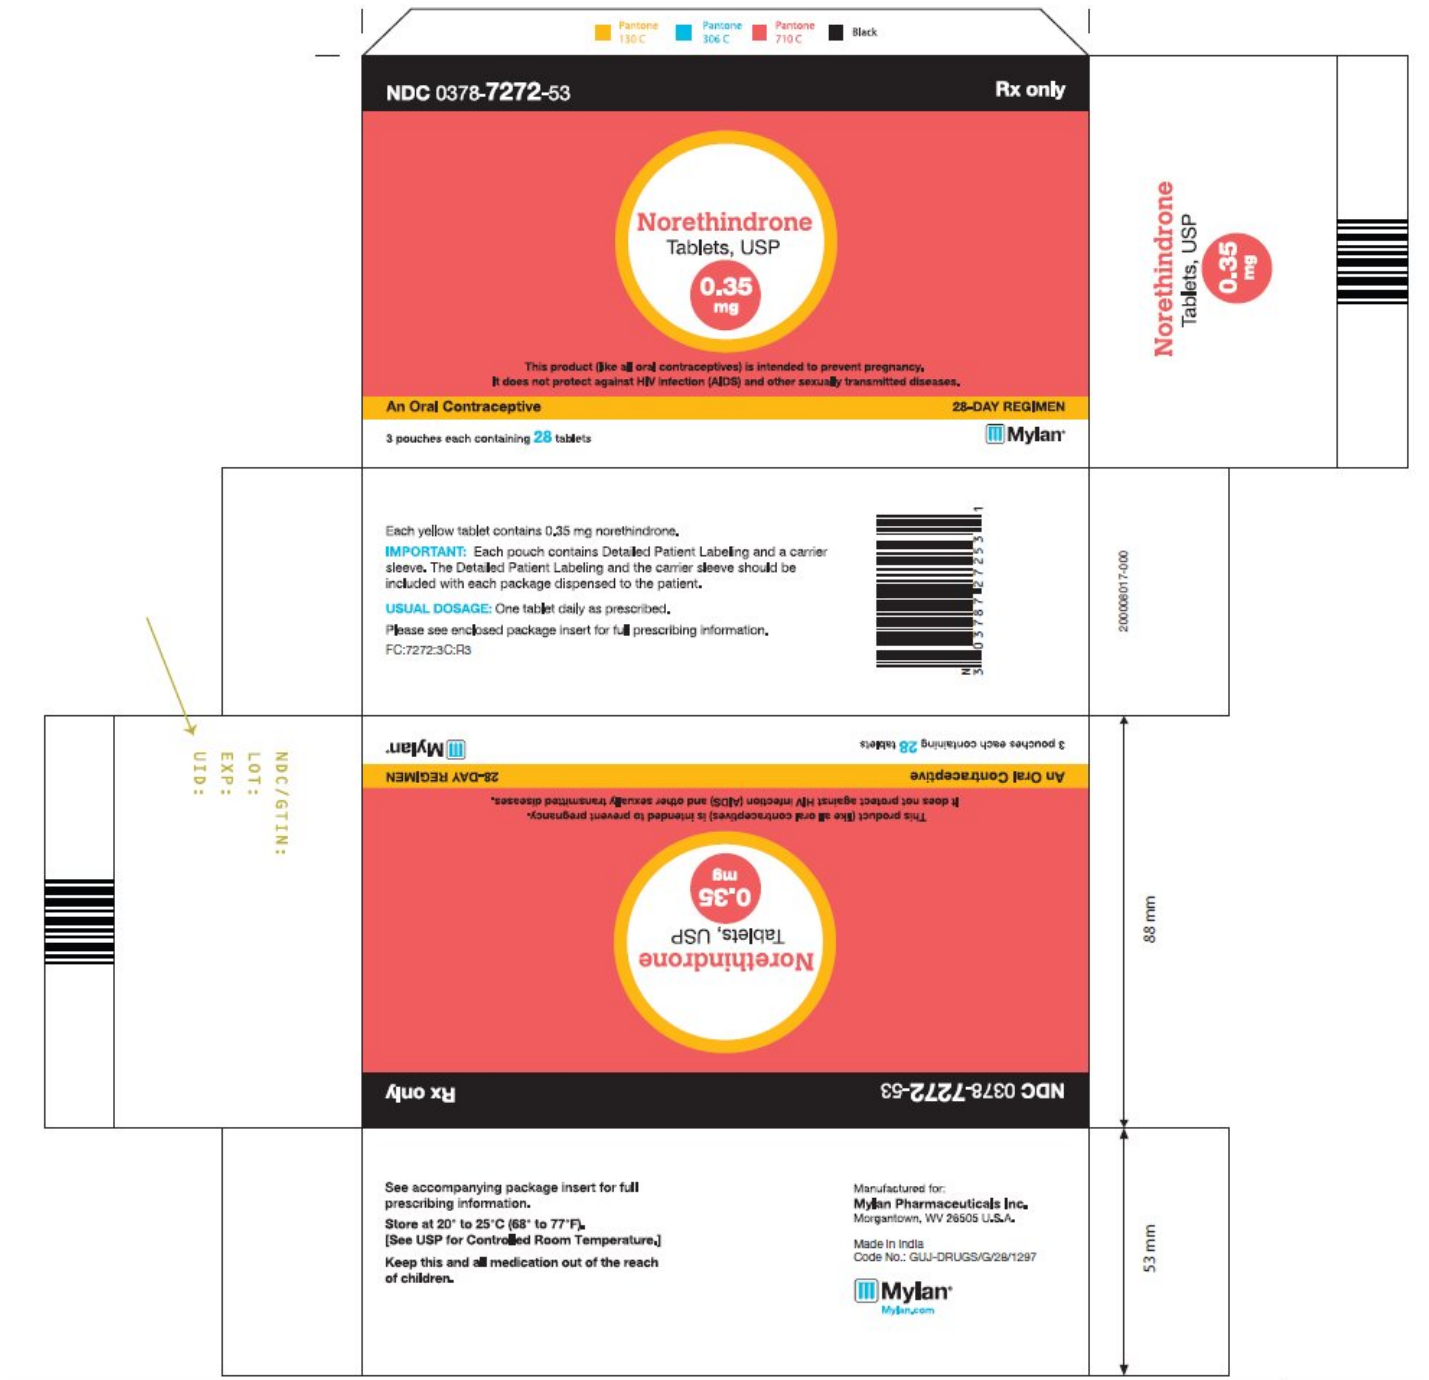 Pantone
130 C
Pantone
306 C
Pantone
710 C
Black
NDC 0378-7272-53
Rx only
Norethindrone
Tablets, USP
0.35
mg
This product (like all oral contraceptives) is intended to prevent pregnancy.
It does not protect against HIV infection (AIDS) and other sexually transmitted diseases.
An Oral Contraceptive
28-DAY REGIMEN
3 pouches each containing 28 tablets
Mylan®
Norethindrone
Tablets, USP
0.35
mg
Each yellow tablet contains 0.35 mg norethindrone.
IMPORTANT: Each pouch contains Detailed Patient Labeling and a carrier
sleeve. The Detailed Patient Labeling and the carrier sleeve should be
included with each package dispensed to the patient.
USUAL DOSAGE: One tablet daily as prescribed.
Please see enclosed package insert for full prescribing information.
FC:7272:3C:R3
N
3 0378727253 1
200008017-000
NDC/GTIN:
LOT:
EXP:
UID:
NDC 0378-7272-53
Rx only
Norethindrone
Tablets, USP
0.35
mg
This product (like all oral contraceptives) is intended to prevent pregnancy.
It does not protect against HIV infection (AIDS) and other sexually transmitted diseases.
An Oral Contraceptive
28-DAY REGIMEN
3 pouches each containing 28 tablets
Mylan®
88 mm
See accompanying package insert for full
prescribing information.
Store at 20° to 25°C (68° to 77°F).
[See USP for Controlled Room Temperature.]
Keep this and all medication out of the reach
of children.
Manufactured for:
Mylan Pharmaceuticals Inc.
Morgantown, WV 26505 U.S.A.
Made in India
Code No.: GUJ-DRUGS/G/28/1297
Mylan®
Mylan.com
53 mm